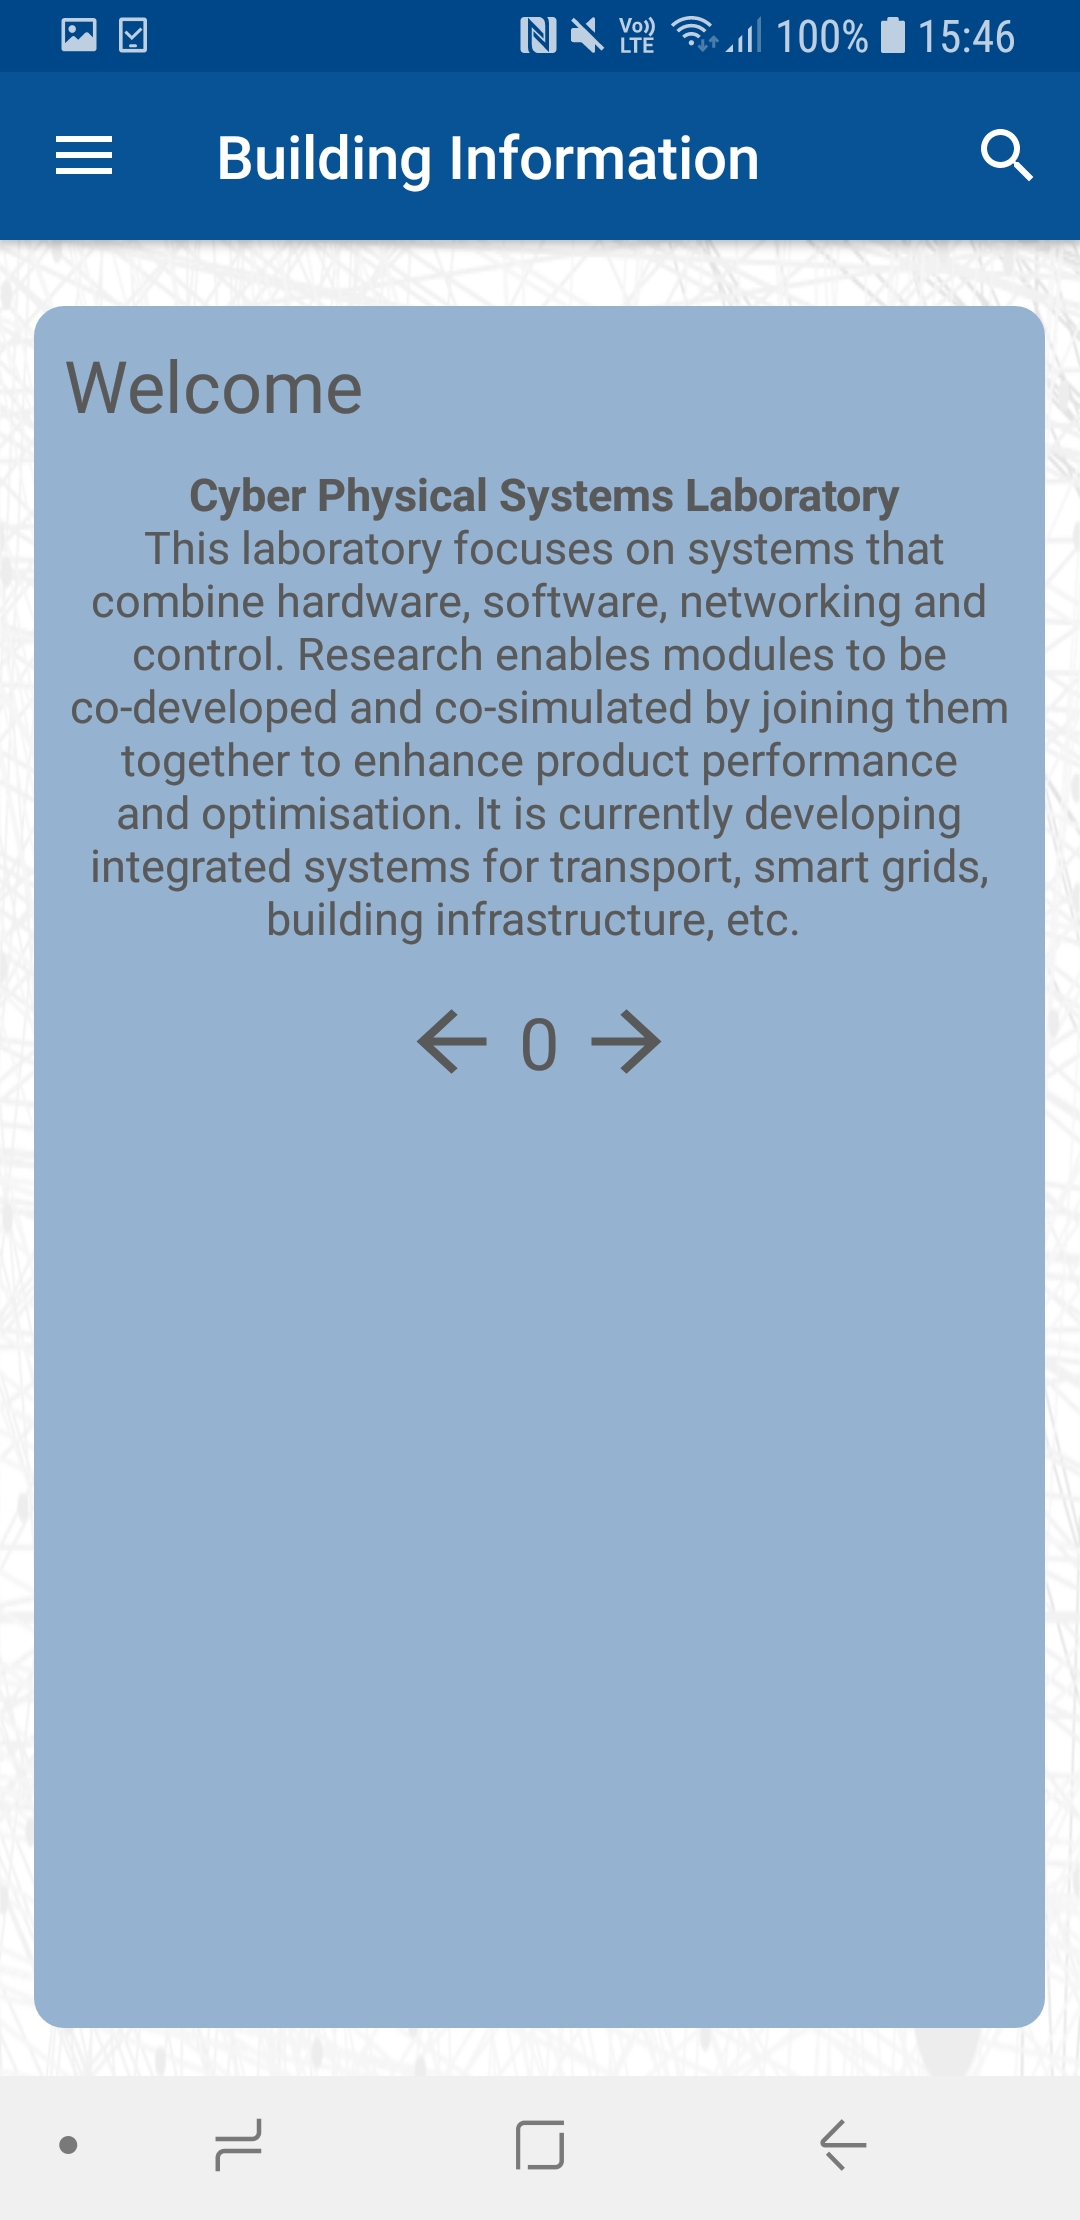 Vo)) LTE 100% 15:46
Building Information
Welcome
Cyber Physical Systems Laboratory
This laboratory focuses on systems that
combine hardware, software, networking and
control. Research enables modules to be
co-developed and co-simulated by joining them
together to enhance product performance
and optimisation. It is currently developing
integrated systems for transport, smart grids,
building infrastructure, etc.
0